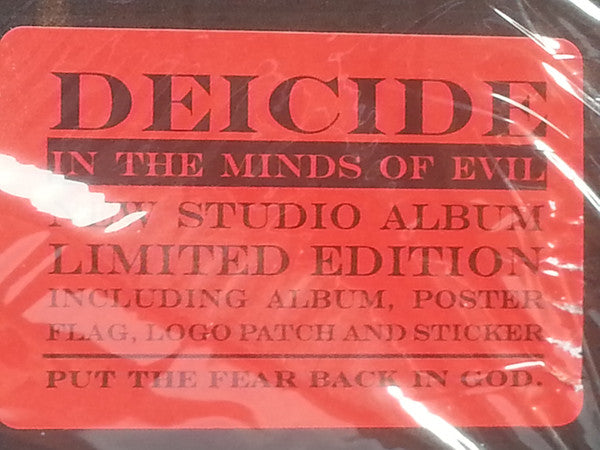 DEICIDE
IN THE MINDS OF EVIL
NEW STUDIO ALBUM
LIMITED EDITION
INCLUDING ALBUM, POSTER
FLAG, LOGO PATCH AND STICKER
PUT THE FEAR BACK IN GOD.